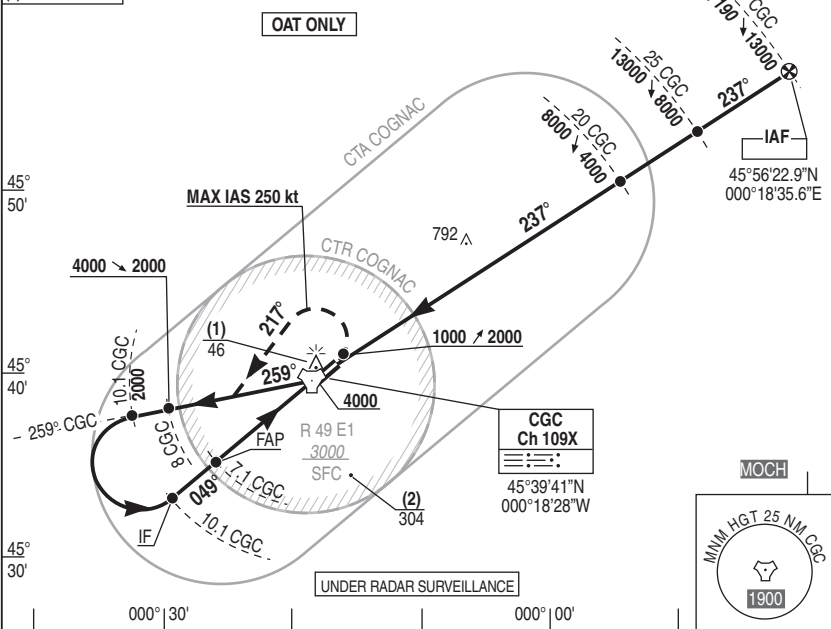 OAT ONLY
CGC
190 ↓ 13000
25 CGC
13000 ↓ 8000
237°
20 CGC
8000 ↓ 4000
IAF
45°56'22.9"N
000°18'35.6"E
CTA COGNAC
45°
50'
MAX IAS 250 kt
237°
792
CTR COGNAC
4000 ↘ 2000
217°
(1)
46
1000 ↗ 2000
45°
40'
10.1 CGC
2000
259°
4000
259° CGC
8 CGC
FAP
R 49 E1
3000
SFC
CGC
Ch 109X
45°39'41"N
000°18'28"W
7.1 CGC
049°
(2)
304
MOCH
IF
10.1 CGC
MNM HGT 25 NM CGC
1900
45°
30'
UNDER RADAR SURVEILLANCE
000°30'
000°00'